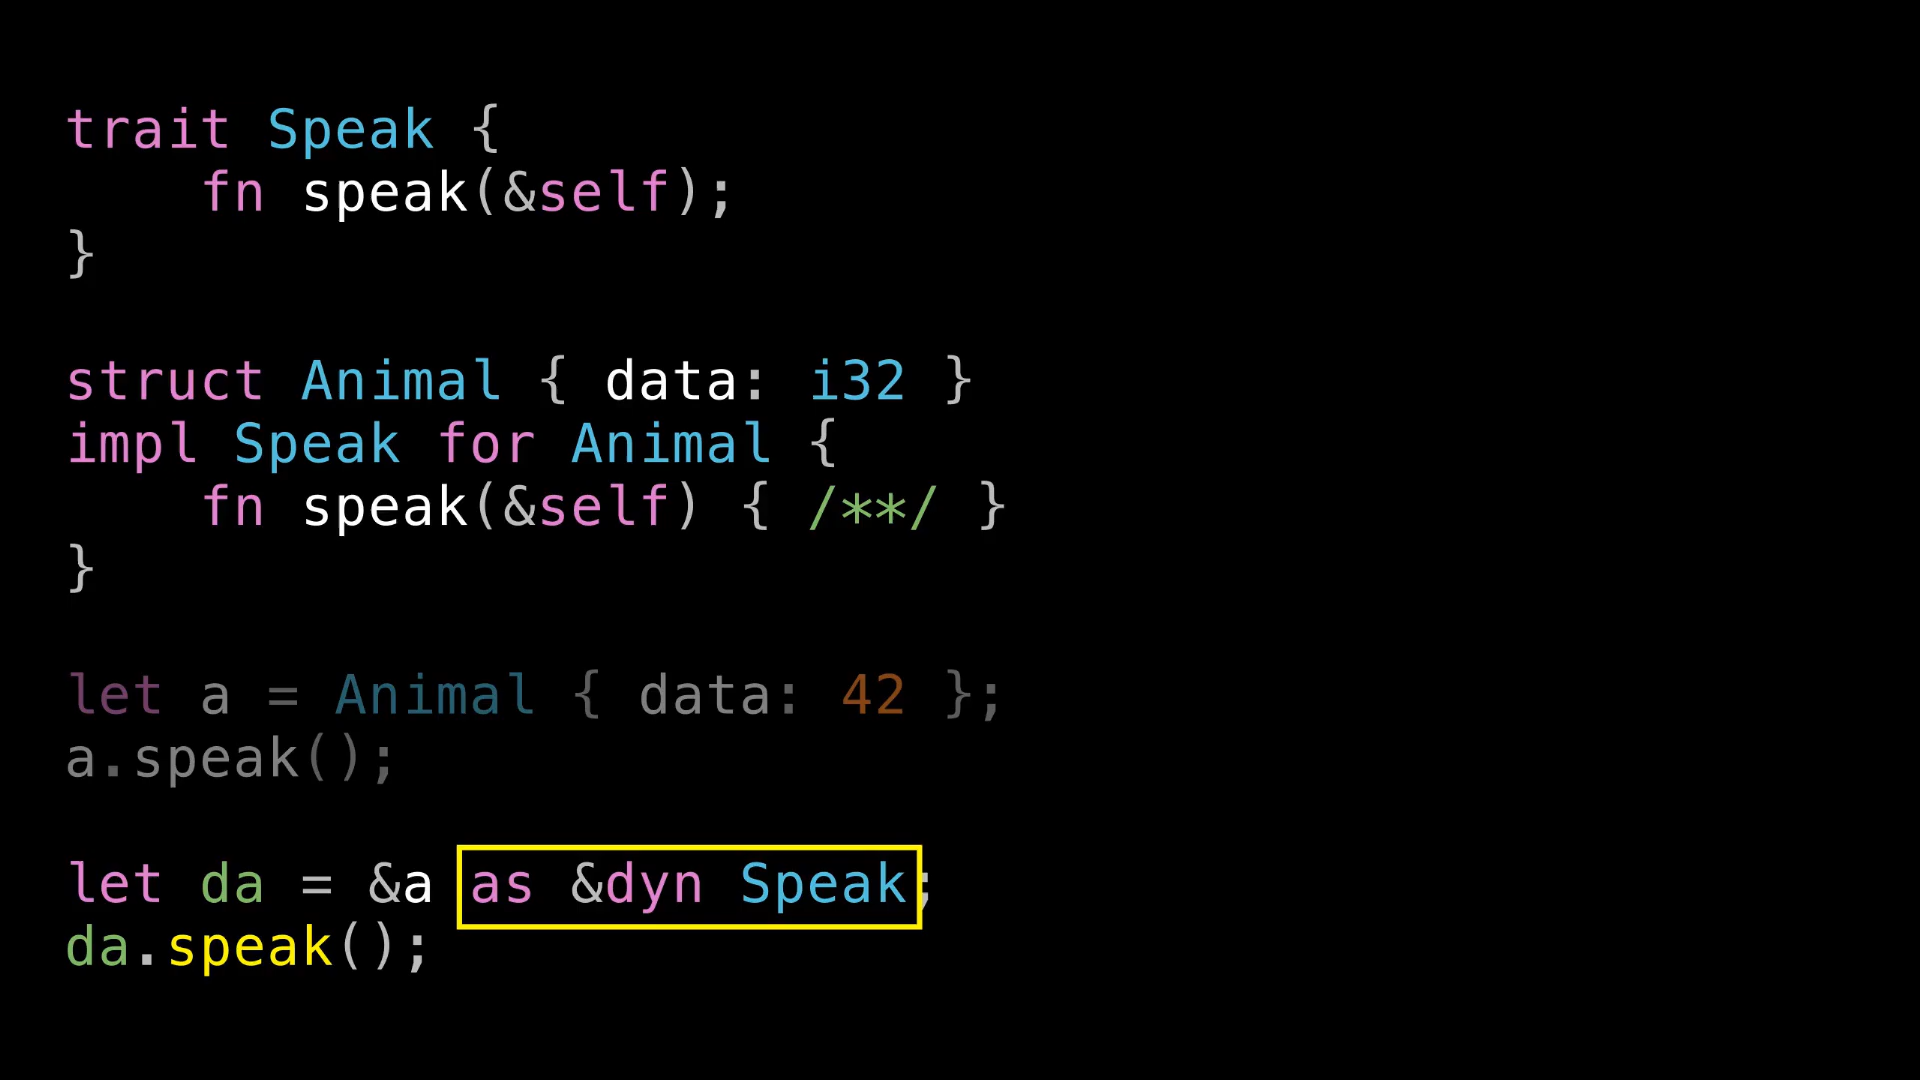 trait Speak {
    fn speak(&self);
}
struct Animal { data: i32 }
impl Speak for Animal {
    fn speak(&self) { /**/ }
}
let a = Animal { data: 42 };
a.speak();
let da = &a as &dyn Speak;
da.speak();